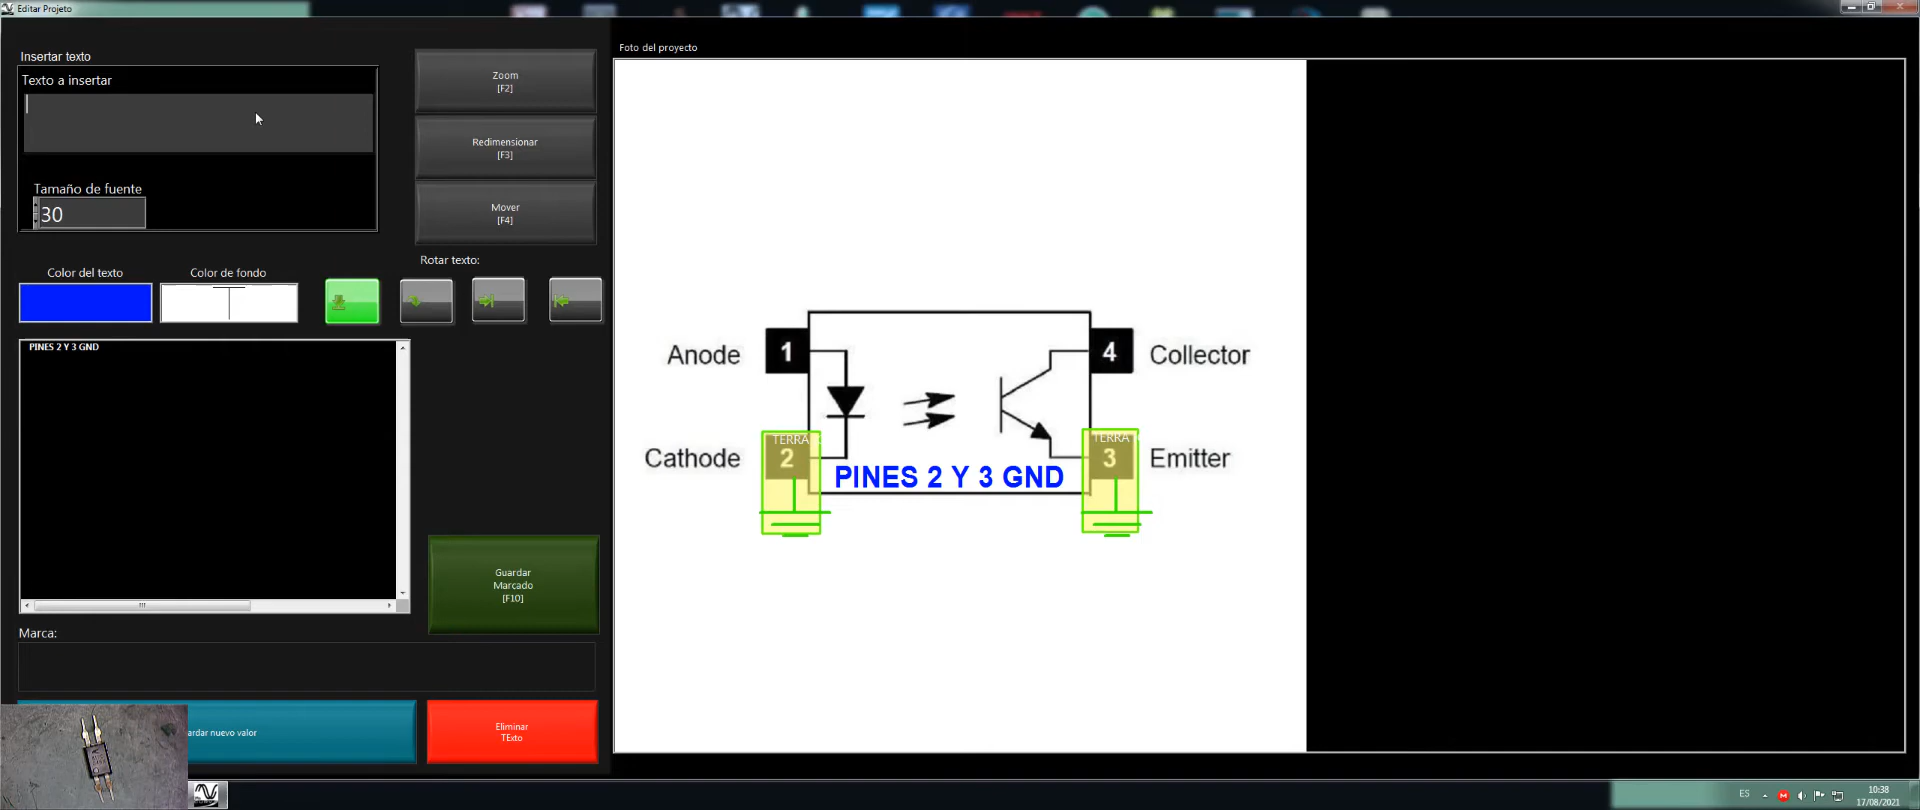 Editar Projeto
Insertar texto
Texto a insertar
Tamaño de fuente
30
Zoom
[F2]
Redimensionar
[F3]
Mover
[F4]
Color del texto
Color de fondo
Rotar texto:
PINES 2 Y 3 GND
Guardar
Marcado
[F10]
Marca:
ardar nuevo valor
Eliminar
TExto
Foto del proyecto
Anode
1
4
Collector
TERRA
TERRA
Cathode
2
3
Emitter
PINES 2 Y 3 GND
ES
10:38
17/08/2021